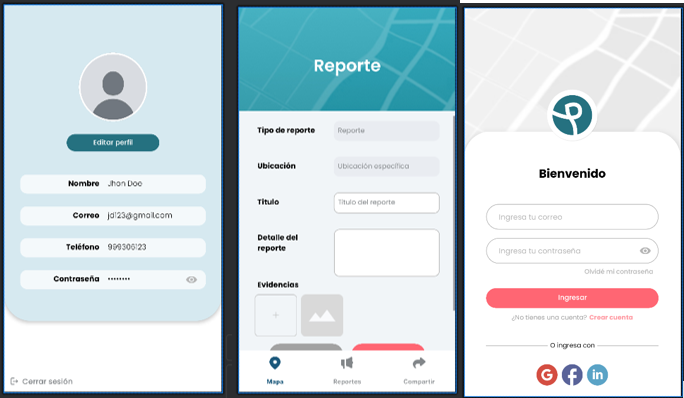 Editar perfil
Nombre Jhon Doe
Correo jd123@gmail.com
Teléfono 999306123
Contraseña ••••••••
Cerrar sesión
Reporte
Tipo de reporte Reporte
Ubicación Ubicación específica
Titulo Título del reporte
Detalle del
reporte
Evidencias
+
Mapa Reportes Compartir
Bienvenido
Ingresa tu correo
Ingresa tu contraseña
Olvidé mi contraseña
Ingresar
¿No tienes una cuenta? Crear cuenta
O ingresa con
G f in